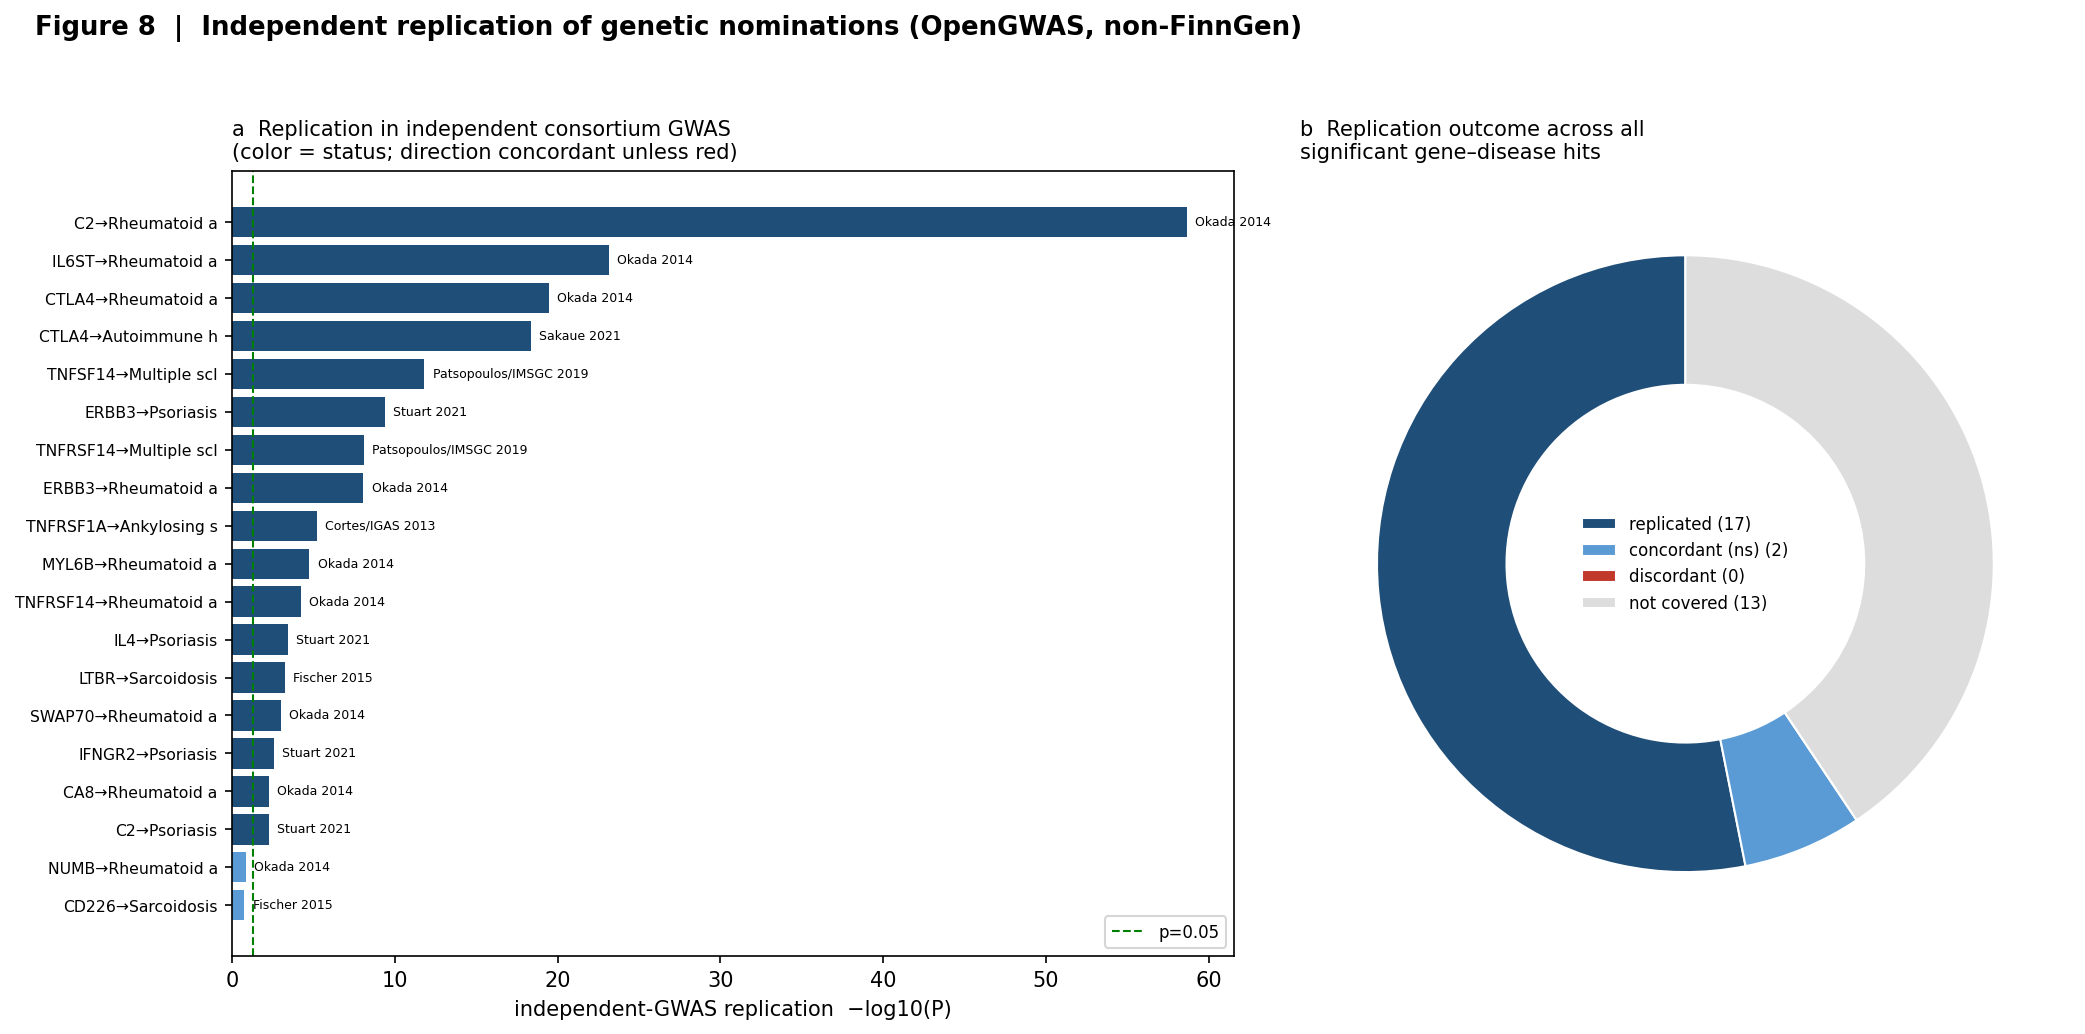 Figure 8 | Independent replication of genetic nominations (OpenGWAS, non-FinnGen)
a Replication in independent consortium GWAS
(color = status; direction concordant unless red)
C2→Rheumatoid a
Okada 2014
IL6ST→Rheumatoid a
Okada 2014
CTLA4→Rheumatoid a
Okada 2014
CTLA4→Autoimmune h
Sakaue 2021
TNFSF14→Multiple scl
Patsopoulos/IMSGC 2019
ERBB3→Psoriasis
Stuart 2021
TNFRSF14→Multiple scl
Patsopoulos/IMSGC 2019
ERBB3→Rheumatoid a
Okada 2014
TNFRSF1A→Ankylosing s
Cortes/IGAS 2013
MYL6B→Rheumatoid a
Okada 2014
TNFRSF14→Rheumatoid a
Okada 2014
IL4→Psoriasis
Stuart 2021
LTBR→Sarcoidosis
Fischer 2015
SWAP70→Rheumatoid a
Okada 2014
IFNGR2→Psoriasis
Stuart 2021
CA8→Rheumatoid a
Okada 2014
C2→Psoriasis
Stuart 2021
NUMB→Rheumatoid a
Okada 2014
CD226→Sarcoidosis
Fischer 2015
p=0.05
0 10 20 30 40 50 60
independent-GWAS replication −log10(P)
b Replication outcome across all
significant gene–disease hits
replicated (17)
concordant (ns) (2)
discordant (0)
not covered (13)